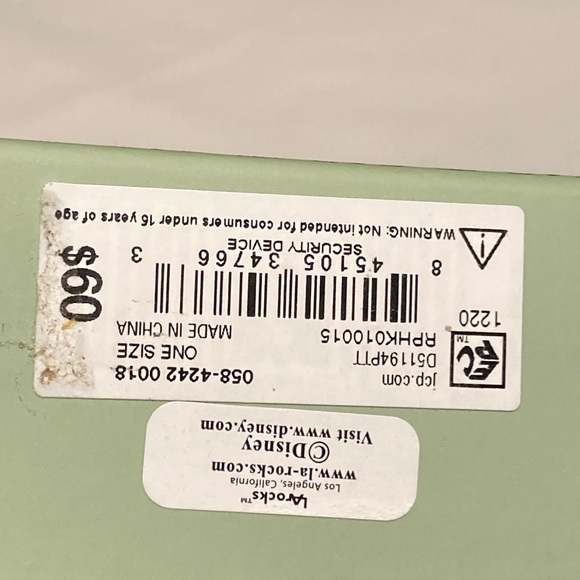 LArocks™
Los Angeles, California
www.la-rocks.com
©Disney
Visit www.disney.com
EPC™
jcp.com 058-4242 0018
D51194PTT ONE SIZE
RPHK010015 MADE IN CHINA
1220
$60
8 45105 34766 3
SECURITY DEVICE
WARNING: Not intended for consumers under 15 years of age